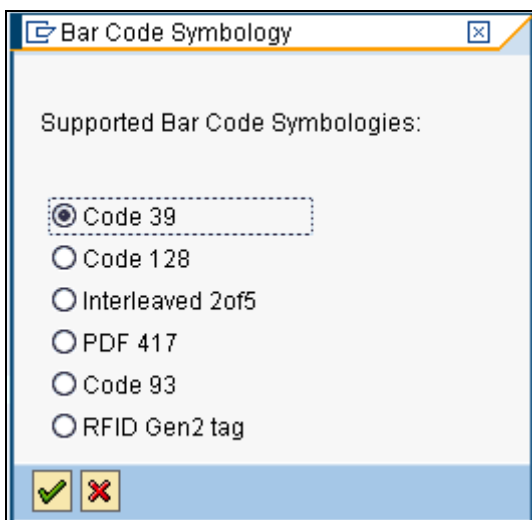 Bar Code Symbology
Supported Bar Code Symbologies:
Code 39
Code 128
Interleaved 2of5
PDF 417
Code 93
RFID Gen2 tag